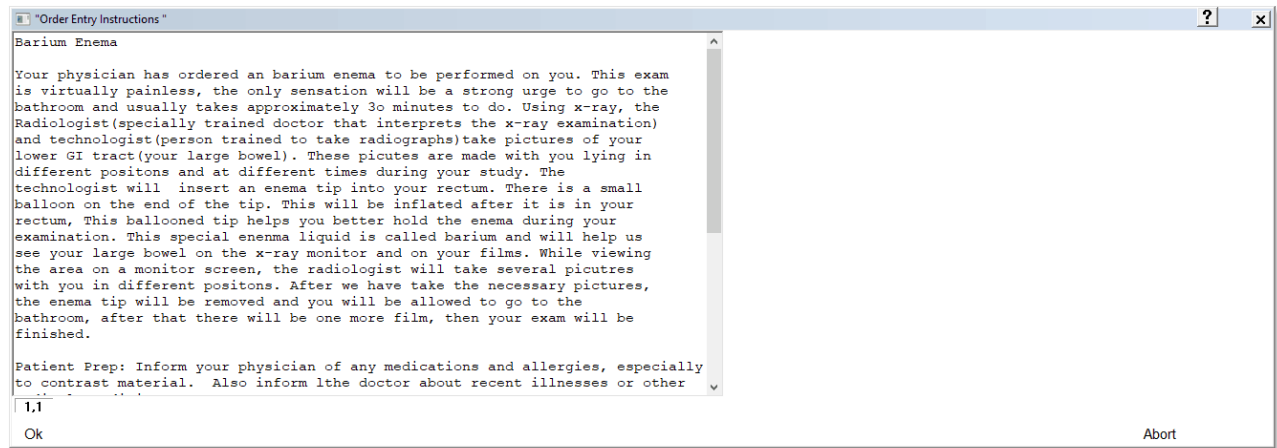 "Order Entry Instructions "
?
x
Barium Enema
Your physician has ordered an barium enema to be performed on you. This exam
is virtually painless, the only sensation will be a strong urge to go to the
bathroom and usually takes approximately 3o minutes to do. Using x-ray, the
Radiologist(specially trained doctor that interprets the x-ray examination)
and technologist(person trained to take radiographs)take pictures of your
lower GI tract(your large bowel). These picutes are made with you lying in
different positons and at different times during your study. The
technologist will  insert an enema tip into your rectum. There is a small
balloon on the end of the tip. This will be inflated after it is in your
rectum, This ballooned tip helps you better hold the enema during your
examination. This special enenma liquid is called barium and will help us
see your large bowel on the x-ray monitor and on your films. While viewing
the area on a monitor screen, the radiologist will take several picutres
with you in different positons. After we have take the necessary pictures,
the enema tip will be removed and you will be allowed to go to the
bathroom, after that there will be one more film, then your exam will be
finished.
Patient Prep: Inform your physician of any medications and allergies, especially
to contrast material.  Also inform lthe doctor about recent illnesses or other
1,1
Ok
Abort